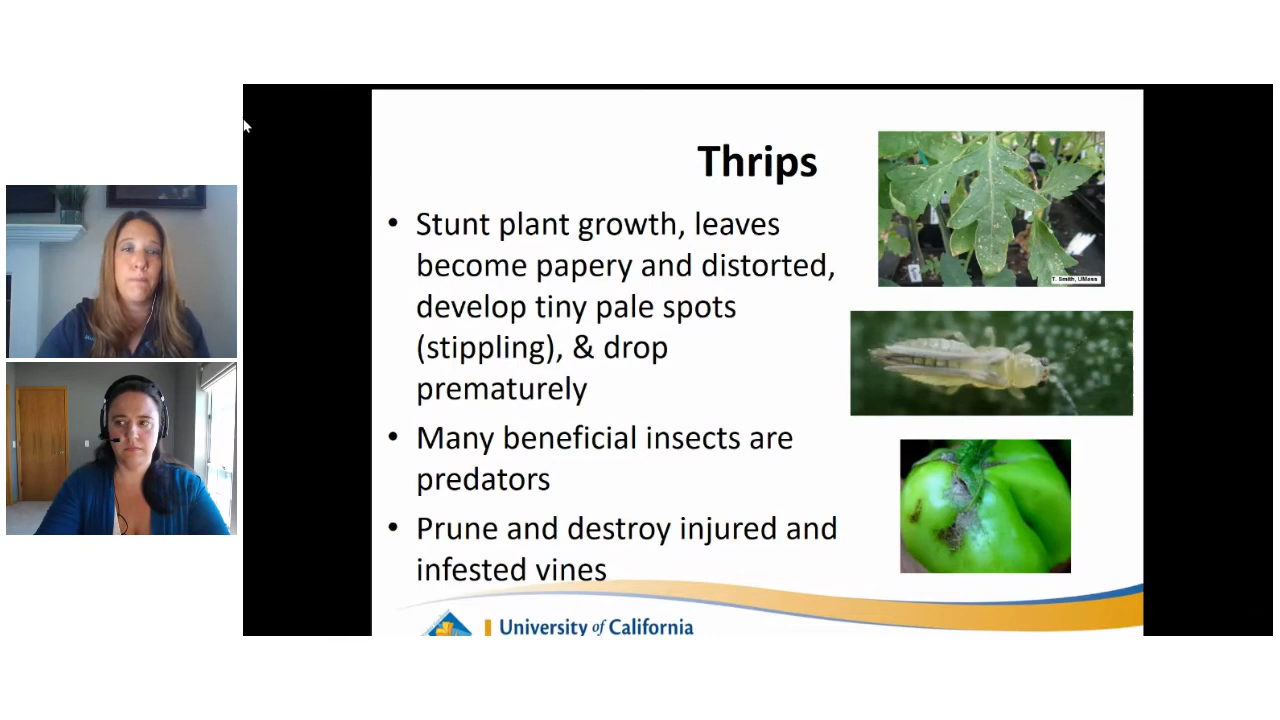 Thrips
• Stunt plant growth, leaves
become papery and distorted,
develop tiny pale spots
(stippling), & drop
prematurely
• Many beneficial insects are
predators
• Prune and destroy injured and
infested vines
T. Smith, UMass
University of California